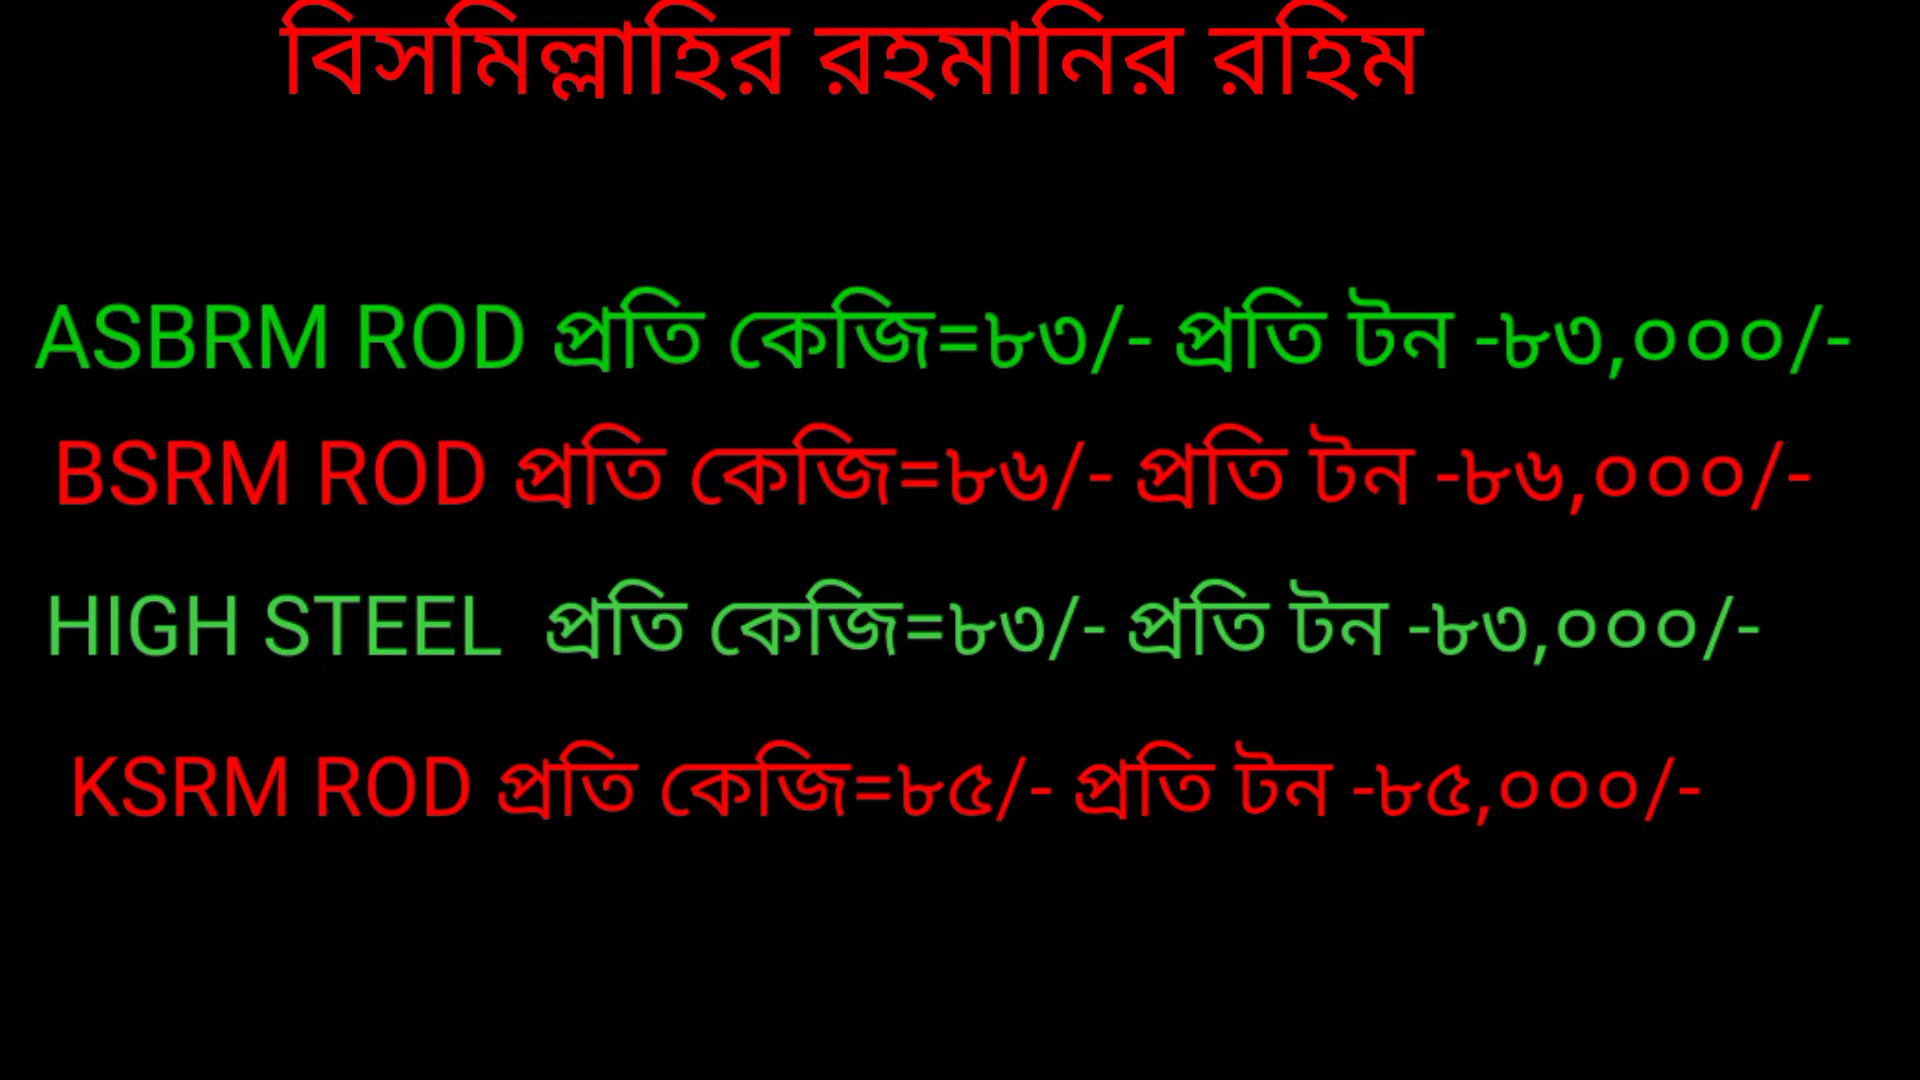 বিসমিল্লাহির রহমানির রহিম
ASBRM ROD প্রতি কেজি=৮৩/- প্রতি টন -৮৩,০০০/-
BSRM ROD প্রতি কেজি=৮৬/- প্রতি টন -৮৬,০০০/-
HIGH STEEL প্রতি কেজি=৮৩/- প্রতি টন -৮৩,০০০/-
KSRM ROD প্রতি কেজি=৮৫/- প্রতি টন -৮৫,০০০/-